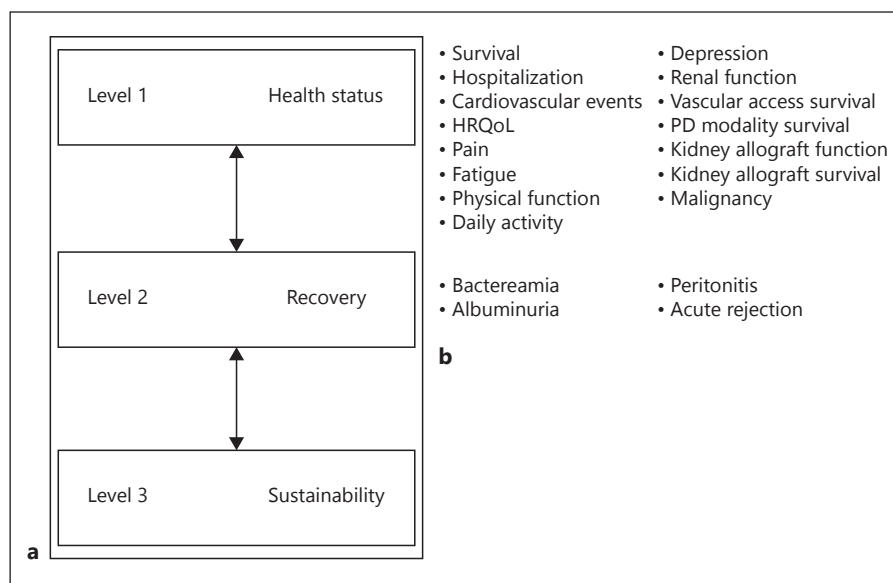 Level 1 Health status
Level 2 Recovery
Level 3 Sustainability
a
• Survival
• Hospitalization
• Cardiovascular events
• HRQoL
• Pain
• Fatigue
• Physical function
• Daily activity
• Depression
• Renal function
• Vascular access survival
• PD modality survival
• Kidney allograft function
• Kidney allograft survival
• Malignancy
• Bactereamia
• Albuminuria
• Peritonitis
• Acute rejection
b